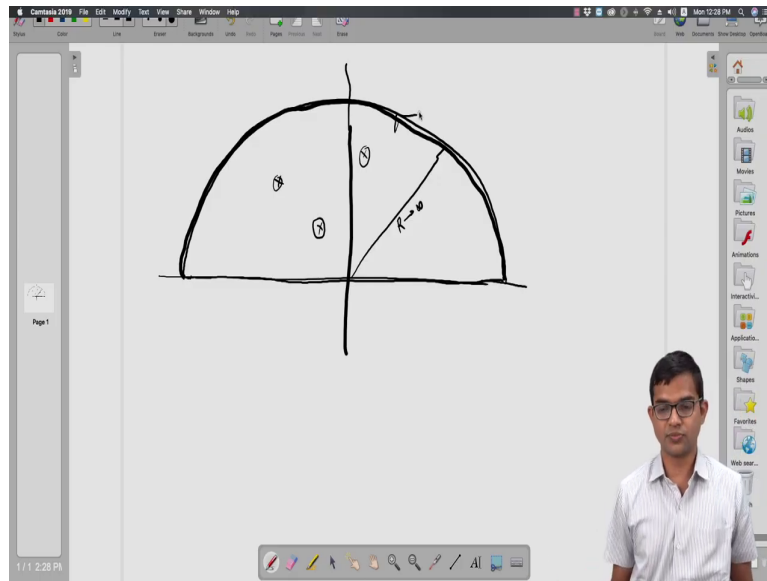 Camtasia 2019 File Edit Modify Text View Share Window Help
Mon 12:28 PM
Stylus Color Line Eraser Backgrounds Undo Pages Previous Next Erase
Board Web Documents Show Desktop
Audios
Movies
Pictures
Animations
Interactivi...
Applicatio...
Shapes
Favorites
Web sear...
Page 1
1 / 1 2:28 PM
R→∞
x
x
x
AI